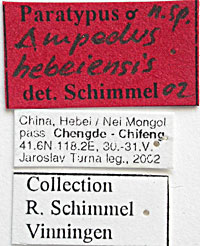 Paratypus ♂ n.sp.
Ampedus
hebeiensis
det. Schimmel 02
China, Hebei / Nei Mongol
pass Chengde - Chifeng,
41.6N 118.2E, 30.-31.V.
Jaroslav Turna leg., 2002
Collection
R. Schimmel
Vinningen